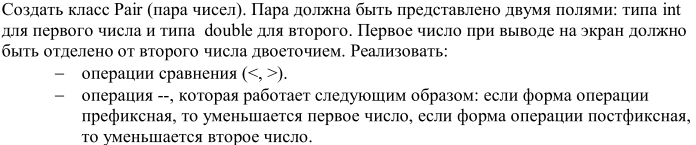 Создать класс Pair (пара чисел). Пара должна быть представлено двумя полями: типа int
для первого числа и типа double для второго. Первое число при выводе на экран должно
быть отделено от второго числа двоеточием. Реализовать:
– операции сравнения (<, >).
– операция --, которая работает следующим образом: если форма операции
префиксная, то уменьшается первое число, если форма операции постфиксная,
то уменьшается второе число.